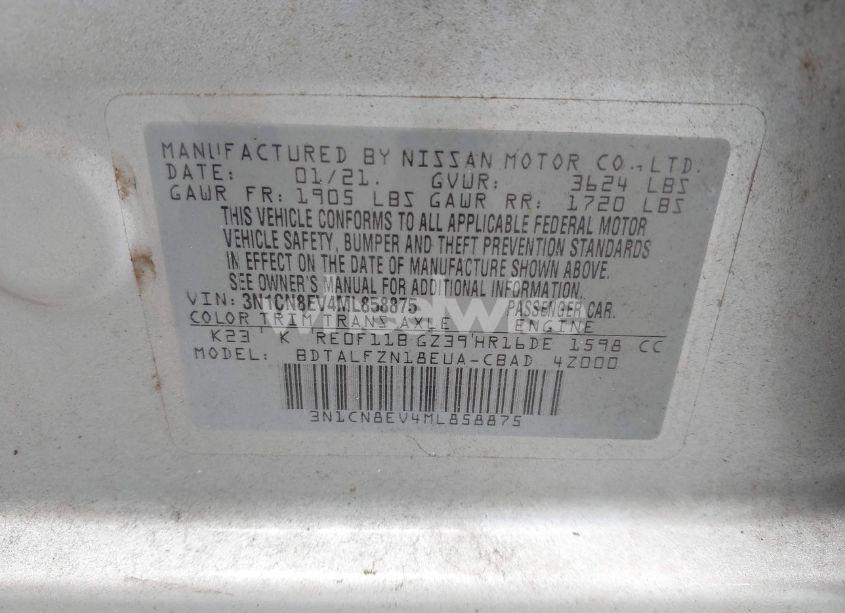 MANUFACTURED BY NISSAN MOTOR CO., LTD.
DATE: 01/21. GVWR: 3624 LBS
GAWR FR: 1905 LBS GAWR RR: 1720 LBS
THIS VEHICLE CONFORMS TO ALL APPLICABLE FEDERAL MOTOR
VEHICLE SAFETY, BUMPER AND THEFT PREVENTION STANDARDS
IN EFFECT ON THE DATE OF MANUFACTURE SHOWN ABOVE.
SEE OWNER'S MANUAL FOR ADDITIONAL INFORMATION
VIN: 3N1CN8EV4ML858875 PASSENGER CAR.
COLOR TRIM TRANS AXLE ENGINE
K23 ' K RE0F11B GZ39 ' HR16DE 1598 CC
MODEL: BDTALFZN18EUA-CBAD 4Z000
3N1CN8EV4ML858875